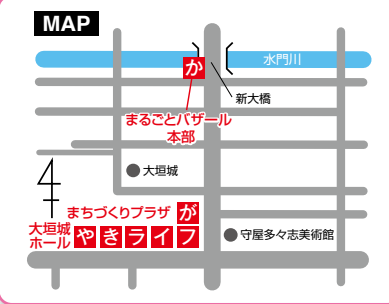 MAP
水門川
か
新大橋
まるごとバザール
本部
大垣城
まちづくりプラザ が
大垣城
ホール
やきライフ
守屋多々志美術館